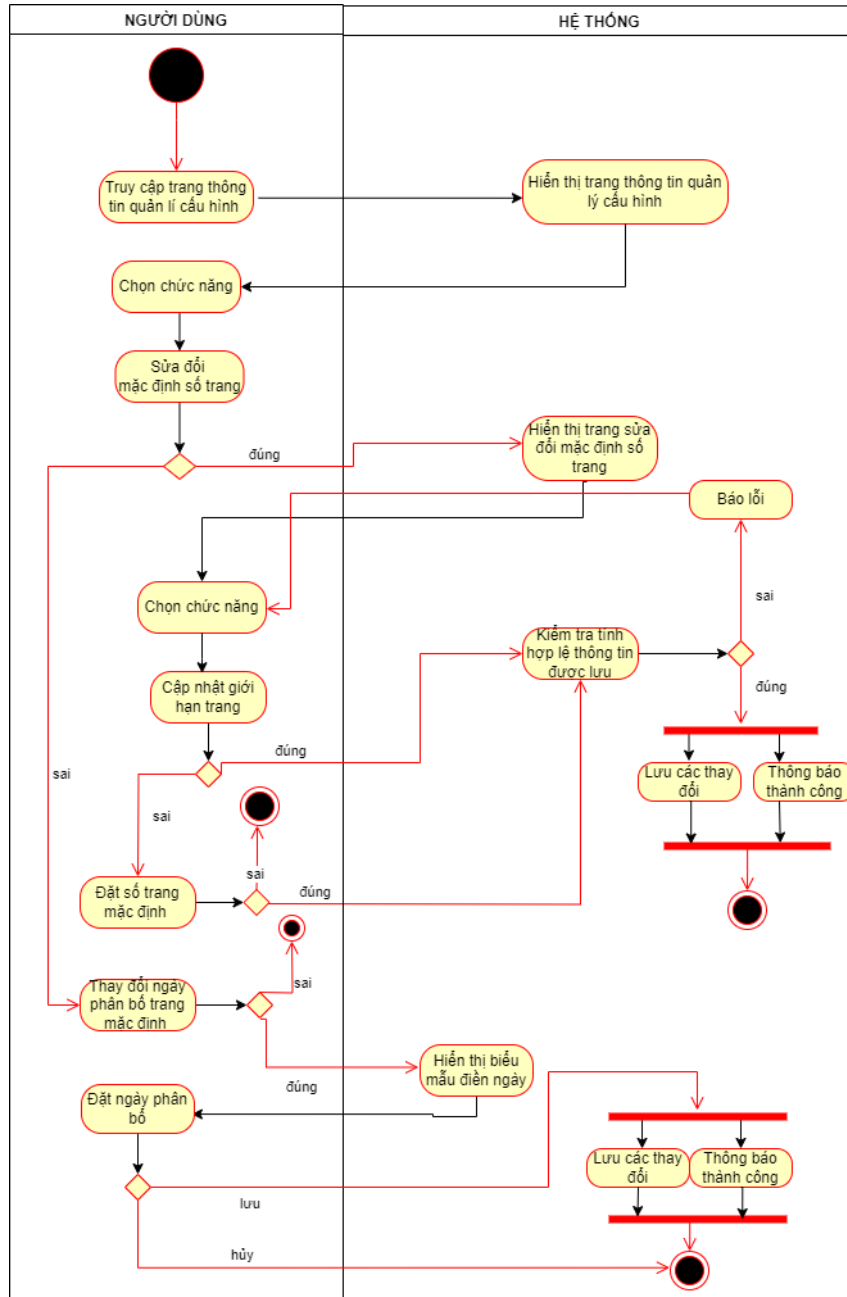 NGƯỜI DÙNG
HỆ THỐNG
Truy cập trang thông
tin quản lí cấu hình
Hiển thị trang thông tin quản
lý cấu hình
Chọn chức năng
Sửa đổi
mặc định số trang
đúng
Hiển thị trang sửa
đổi mặc định số
trang
Báo lỗi
sai
Chọn chức năng
Kiểm tra tính
hợp lệ thông tin
được lưu
đúng
Cập nhật giới
hạn trang
đúng
sai
Lưu các thay
đổi
Thông báo
thành công
sai
sai
Đặt số trang
mặc định
đúng
sai
Thay đổi ngày
phân bổ trang
mặc định
Hiển thị biểu
mẫu điền ngày
đúng
Đặt ngày phân
bổ
Lưu các thay
đổi
Thông báo
thành công
lưu
hủy